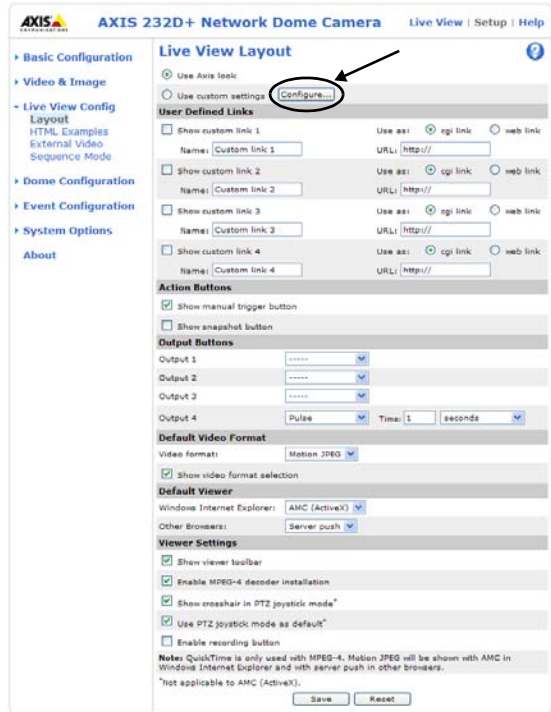 AXIS
COMMUNICATIONS
AXIS 232D+ Network Dome Camera
Live View | Setup | Help
Basic Configuration
Video & Image
Live View Config
Layout
HTML Examples
External Video
Sequence Mode
Dome Configuration
Event Configuration
System Options
About
Live View Layout
?
Use Axis look
Use custom settings Configure...
User Defined Links
Show custom link 1 Use as: cgi link web link
Name: Custom link 1 URL: http://
Show custom link 2 Use as: cgi link web link
Name: Custom link 2 URL: http://
Show custom link 3 Use as: cgi link web link
Name: Custom link 3 URL: http://
Show custom link 4 Use as: cgi link web link
Name: Custom link 4 URL: http://
Action Buttons
Show manual trigger button
Show snapshot button
Output Buttons
Output 1 -----
Output 2 -----
Output 3 -----
Output 4 Pulse Time: 1 seconds
Default Video Format
Video format: Motion JPEG
Show video format selection
Default Viewer
Windows Internet Explorer: AMC (ActiveX)
Other Browsers: Server push
Viewer Settings
Show viewer toolbar
Enable MPEG-4 decoder installation
Show crosshair in PTZ joystick mode*
Use PTZ joystick mode as default*
Enable recording button
Note: QuickTime is only used with MPEG-4. Motion JPEG will be shown with AMC in
Windows Internet Explorer and with server push in other browsers.
*Not applicable to AMC (ActiveX).
Save Reset